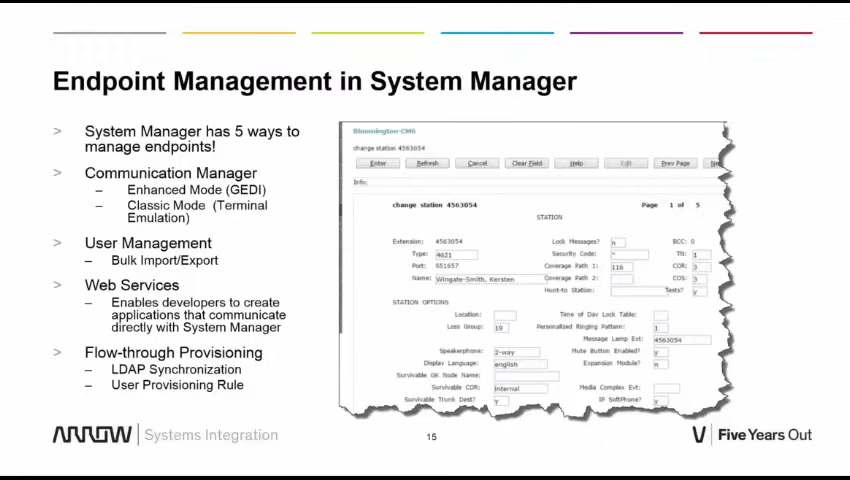 Endpoint Management in System Manager
> System Manager has 5 ways to
manage endpoints!
> Communication Manager
– Enhanced Mode (GEDI)
– Classic Mode (Terminal
Emulation)
> User Management
– Bulk Import/Export
> Web Services
– Enables developers to create
applications that communicate
directly with System Manager
> Flow-through Provisioning
– LDAP Synchronization
– User Provisioning Rule
Bloomington-CM6
change station 4563054
Enter Refresh Cancel Clear Field Help Edit Prev Page
Info:
change station 4563054 Page 1 of 5
STATION
Extension: 4563054 Lock Messages? n BCC: 0
Type: 4621 Security Code: * TN: 1
Port: S51657 Coverage Path 1: 116 COR: 3
Name: Wingate-Smith, Kersten Coverage Path 2: COS: 3
Hunt-to Station: Tests? y
STATION OPTIONS
Location: Time of Day Lock Table:
Loss Group: 19 Personalized Ringing Pattern: 1
Message Lamp Ext: 4563054
Speakerphone: 2-way Mute Button Enabled? y
Display Language: english Expansion Module? n
Survivable GK Node Name:
Survivable COR: internal Media Complex Ext:
Survivable Trunk Dest? y IP SoftPhone? y
ARROW Systems Integration
15
Five Years Out